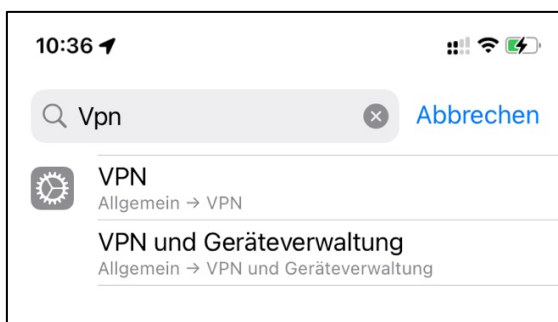 10:36
Vpn
Abbrechen
VPN
Allgemein → VPN
VPN und Geräteverwaltung
Allgemein → VPN und Geräteverwaltung